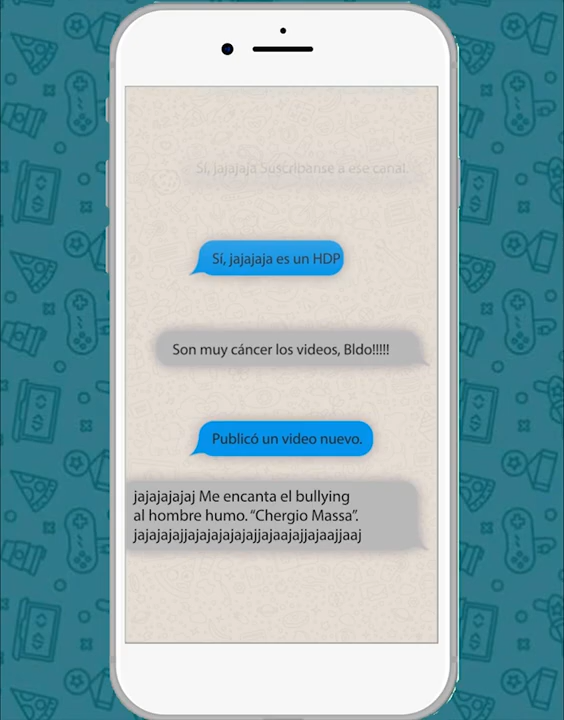 Sí, jajajaja Suscríbanse a ese canal.
Sí, jajajaja es un HDP
Son muy cáncer los videos, Bldo!!!!!
Publicó un video nuevo.
jajajajajaj Me encanta el bullying
al hombre humo. “Chergio Massa”.
jajajajajjajajajajajajjajaajajjajaajjaaj